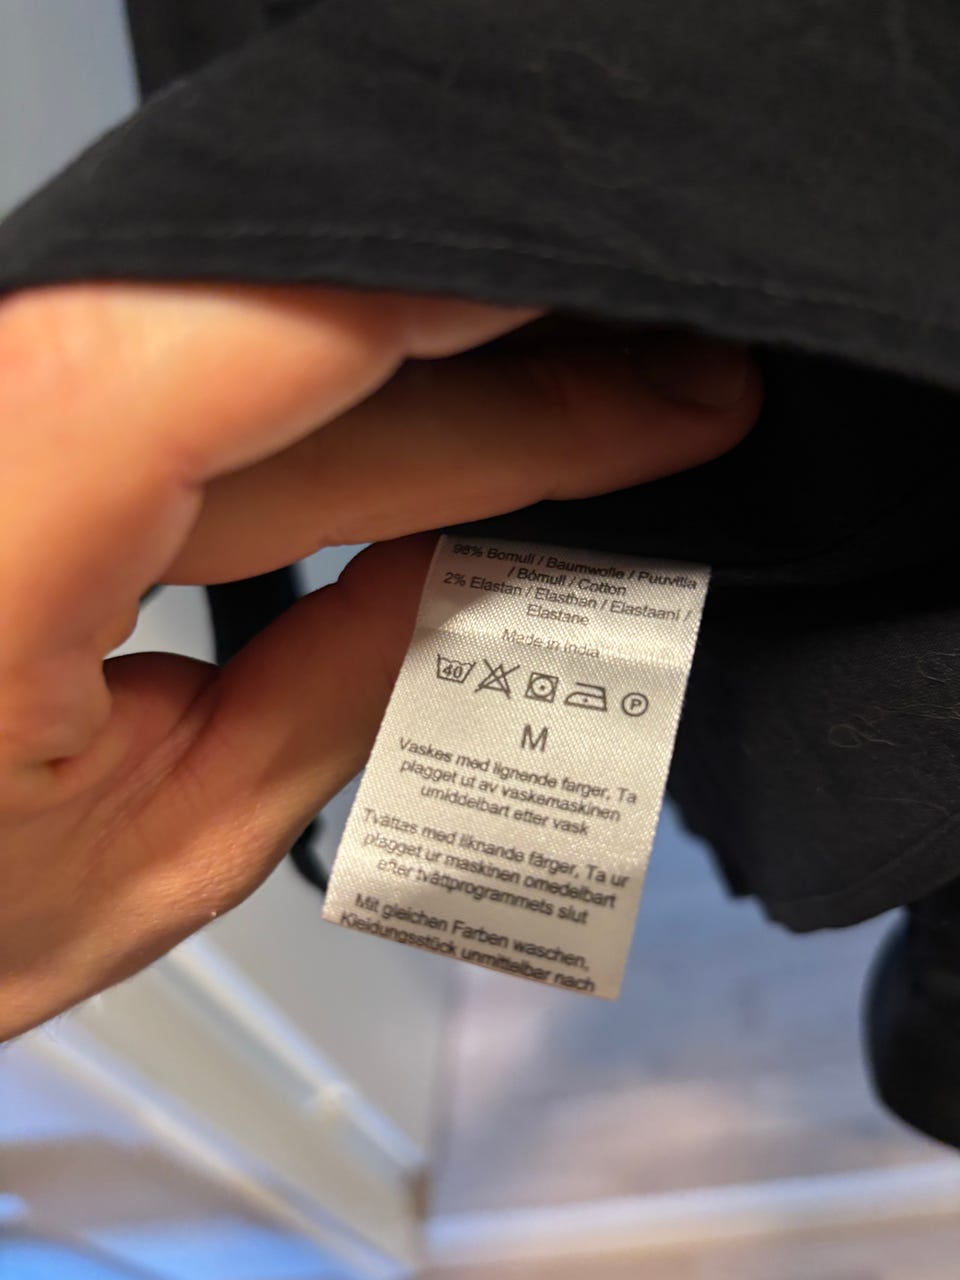 98% Bomull / Baumwolle / Puuvilla
/ Bómull / Cotton
2% Elastan / Elasthan / Elastaani /
Elastane
Made in India
40 P
M
Vaskes med lignende farger, Ta
plagget ut av vaskemaskinen
umiddelbart etter vask
Tvättas med liknande färger, Ta ur
plagget ur maskinen omedelbart
efter tvättprogrammets slut
Mit gleichen Farben waschen,
Kleidungsstück unmittelbar nach